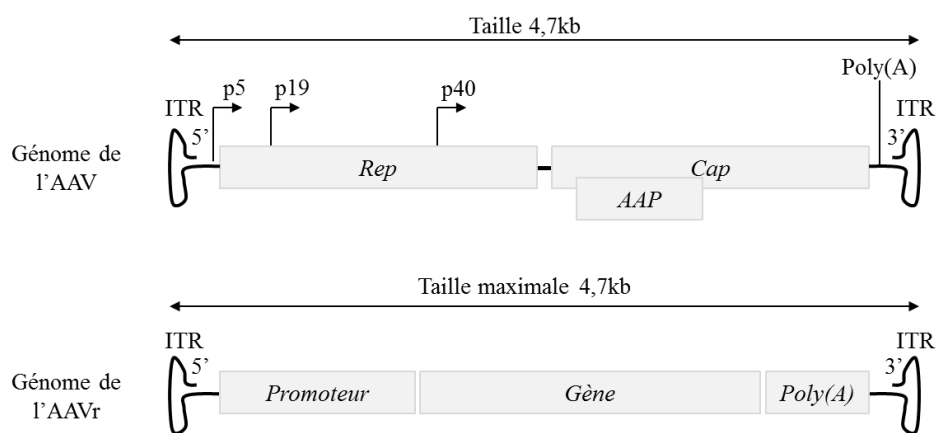 Taille 4,7kb
Poly(A)
p5
p19
p40
ITR
ITR
5’
3’
Génome de
l’AAV
Rep
Cap
AAP
Taille maximale 4,7kb
ITR
ITR
5’
3’
Génome de
l’AAVr
Promoteur
Gène
Poly(A)